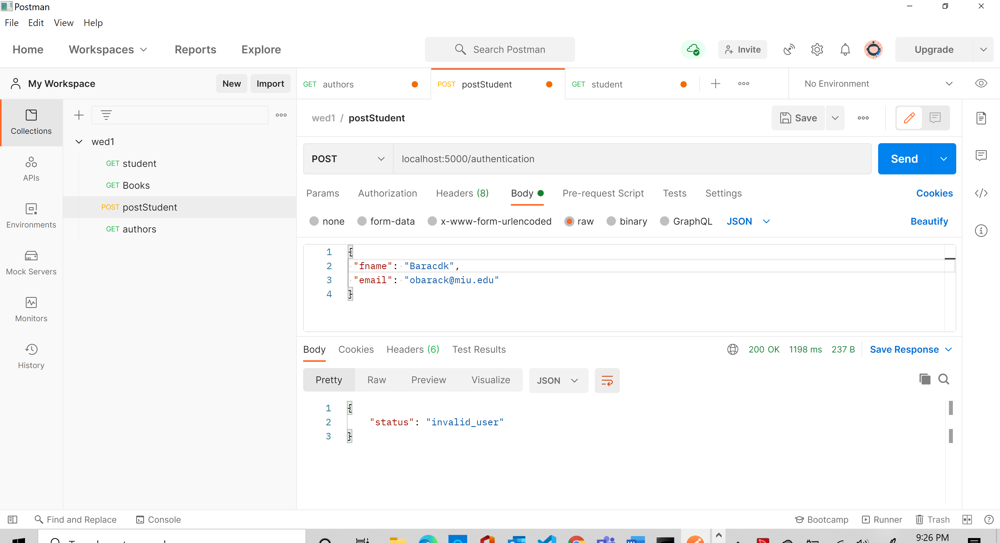 Postman
File Edit View Help
Home Workspaces Reports Explore Search Postman Invite Upgrade
My Workspace New Import GET authors POST postStudent GET student No Environment
Collections
wed1 / postStudent Save
wed1
POST localhost:5000/authentication Send
GET student
APIs
GET Books
Params Authorization Headers (8) Body Pre-request Script Tests Settings Cookies
POST postStudent
Environments
none form-data x-www-form-urlencoded raw binary GraphQL JSON Beautify
GET authors
1 {
2 "fname": "Baracdk",
3 "email": "obarack@miu.edu"
4 }
Mock Servers
Monitors
History
Body Cookies Headers (6) Test Results 200 OK 1198 ms 237 B Save Response
Pretty Raw Preview Visualize JSON
1 {
2 "status": "invalid_user"
3 }
Find and Replace Console Bootcamp Runner Trash
9:26 PM